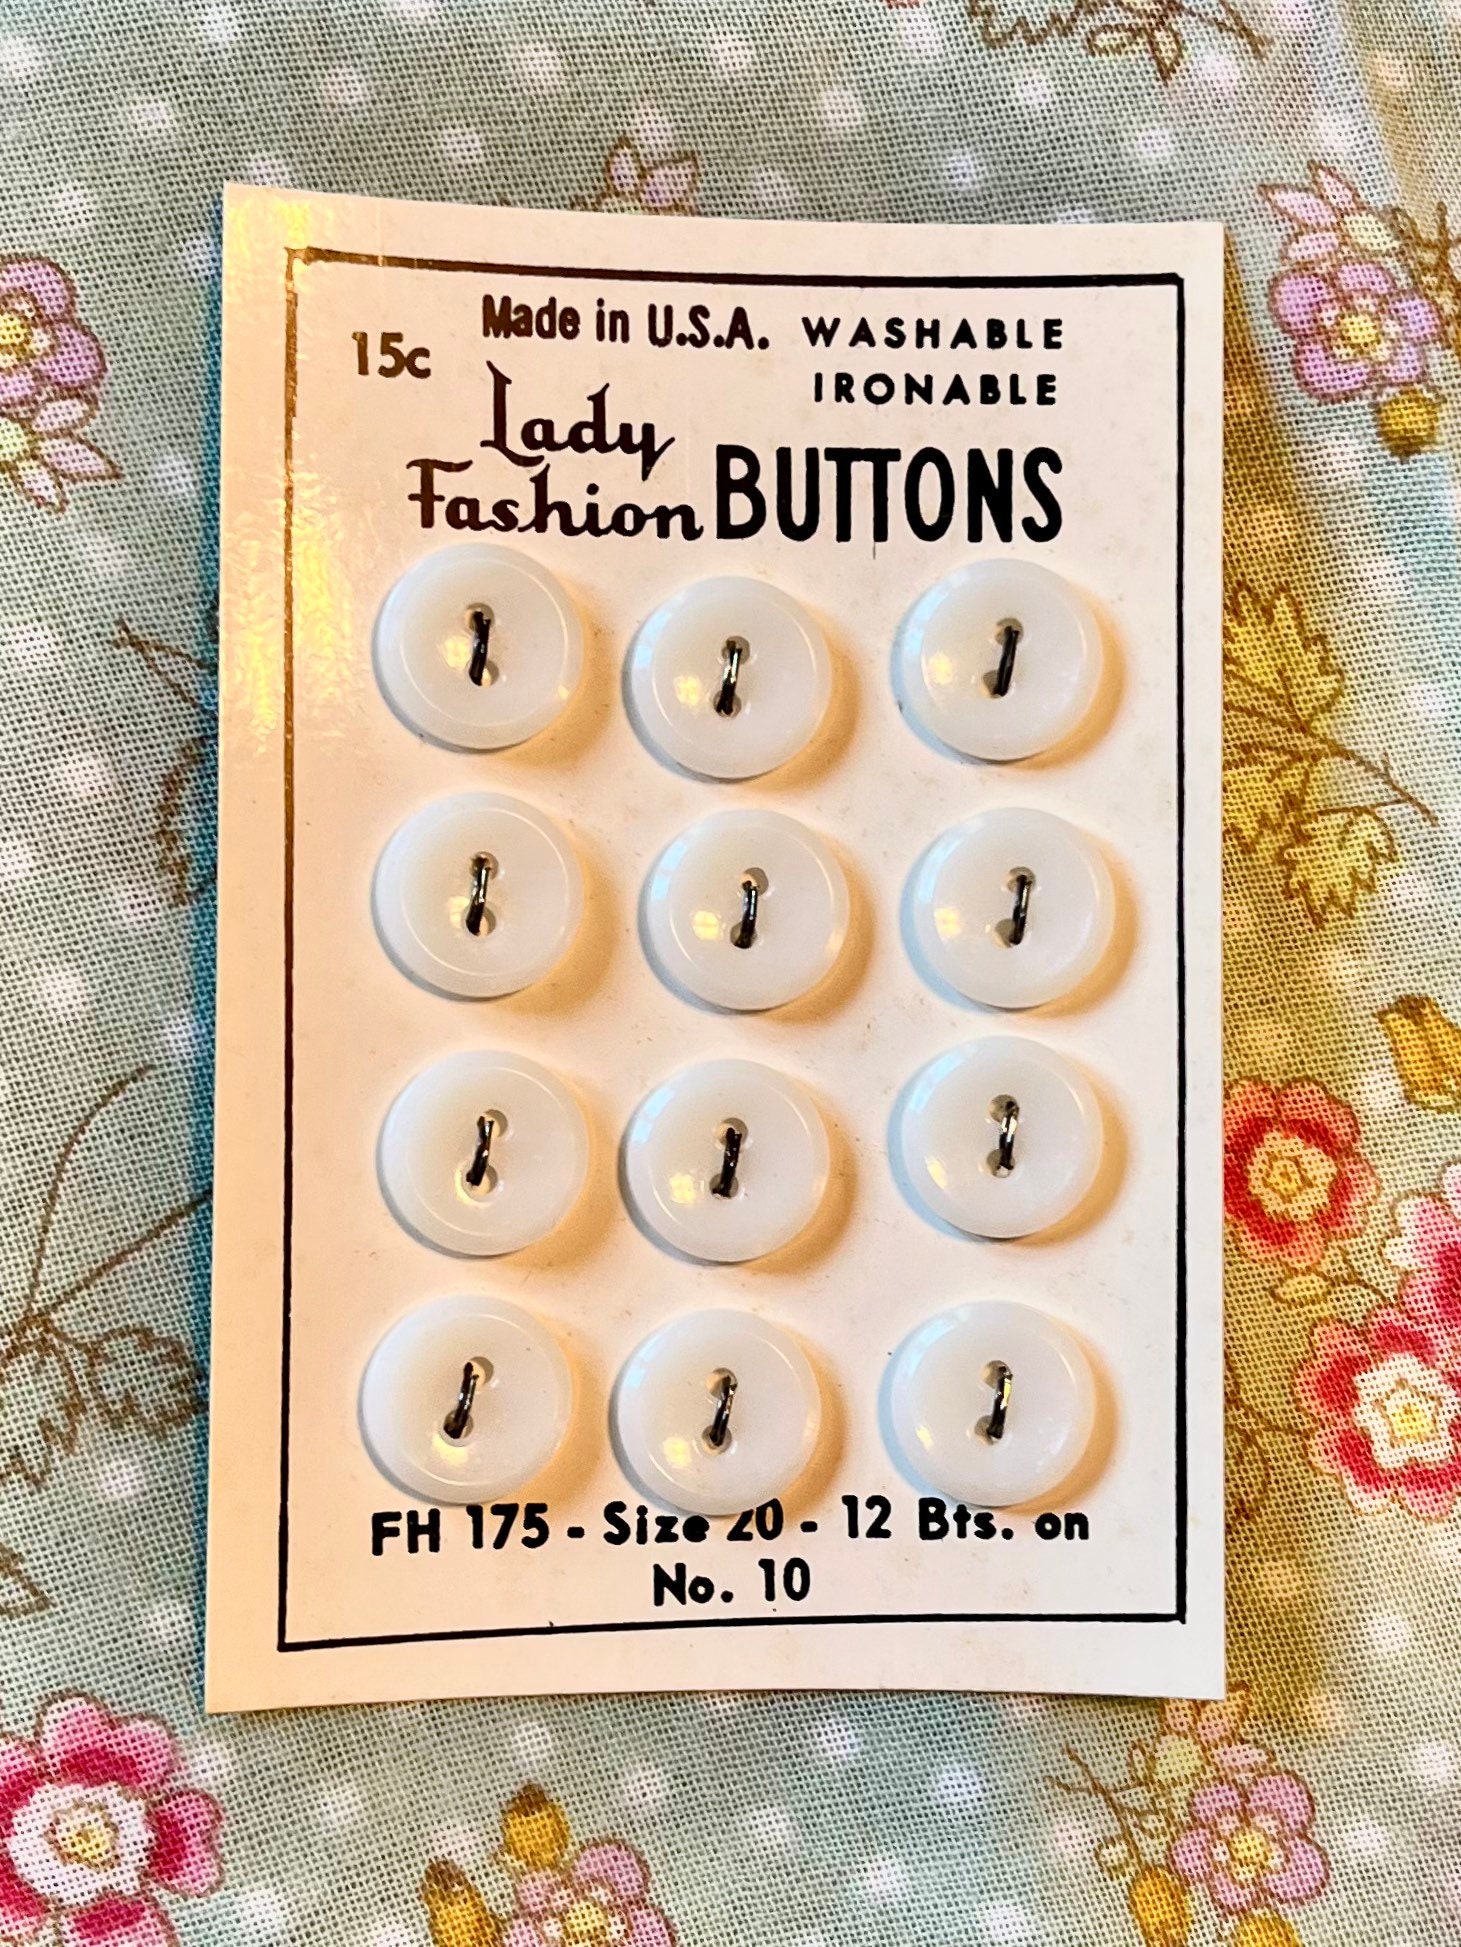 15c
Made in U.S.A.
WASHABLE
IRONABLE
Lady
Fashion BUTTONS
FH 175 - Size 20 - 12 Bts. on
No. 10